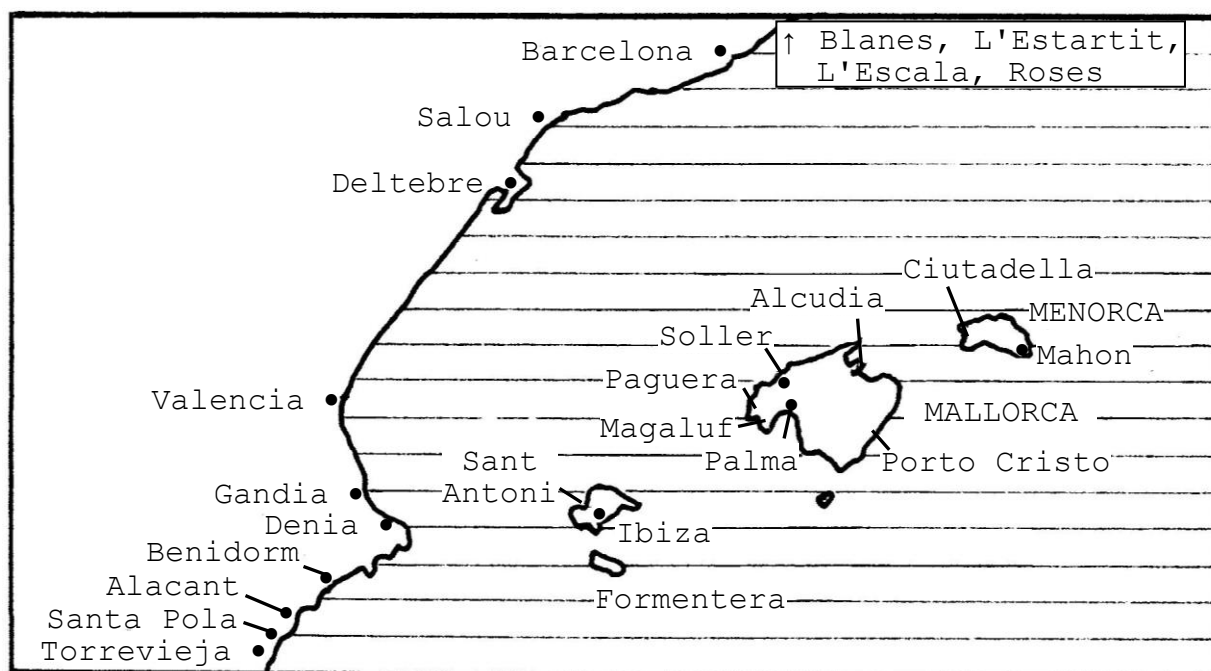 Barcelona
↑ Blanes, L'Estartit,
L'Escala, Roses
Salou
Deltebre
Ciutadella
Alcudia
MENORCA
Soller
Mahon
Paguera
Valencia
MALLORCA
Magaluf
Palma
Porto Cristo
Sant
Antoni
Gandia
Denia
Ibiza
Benidorm
Alacant
Formentera
Santa Pola
Torrevieja